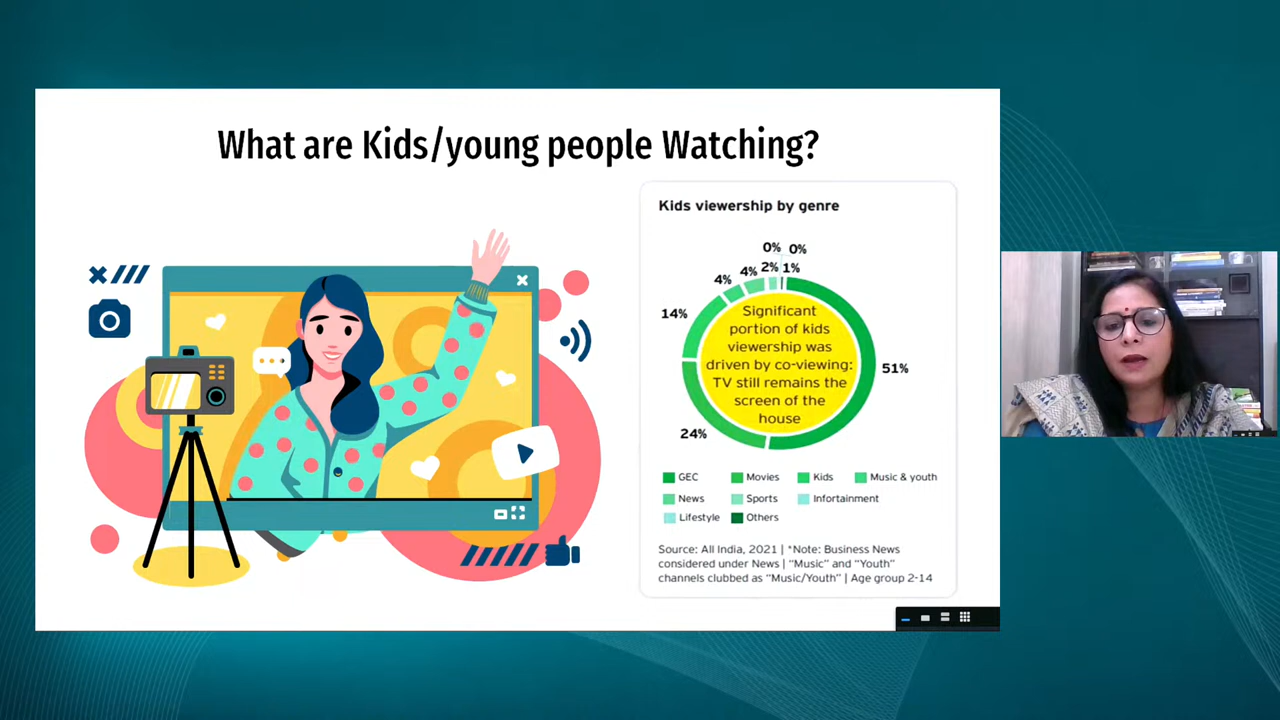 What are Kids/young people Watching?
Kids viewership by genre
0% 0%
4% 4% 2% 1%
14%
51%
24%
Significant
portion of kids
viewership was
driven by co-viewing:
TV still remains the
screen of the
house
GEC Movies Kids Music & youth
News Sports Infortainment
Lifestyle Others
Source: All India, 2021 | *Note: Business News
considered under News | “Music” and “Youth”
channels clubbed as “Music/Youth” | Age group 2-14